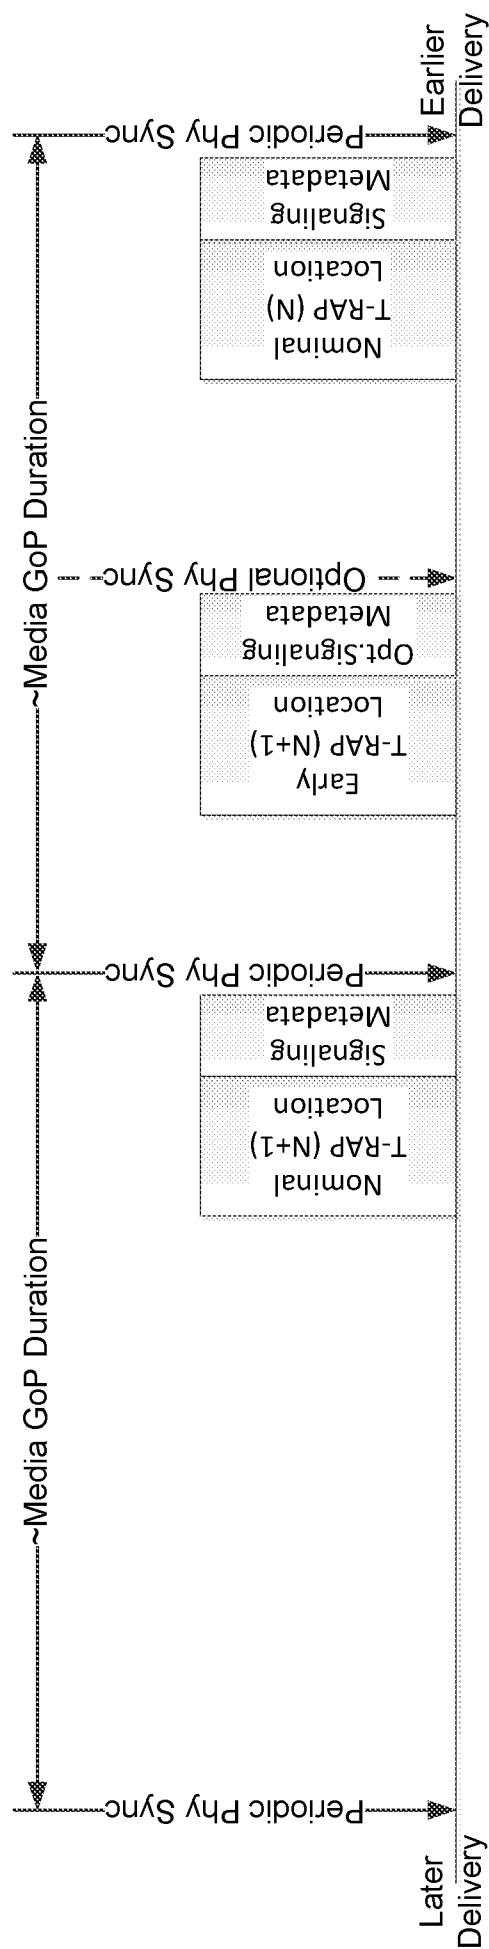 ~Media GoP Duration
~Media GoP Duration
Periodic Phy Sync
Periodic Phy Sync
Optional Phy Sync
Periodic Phy Sync
Nominal
T-RAP (N+1)
Location
Signaling
Metadata
Early
T-RAP (N+1)
Location
Opt.Signaling
Metadata
Nominal
T-RAP (N)
Location
Signaling
Metadata
Later
Delivery
Earlier
Delivery